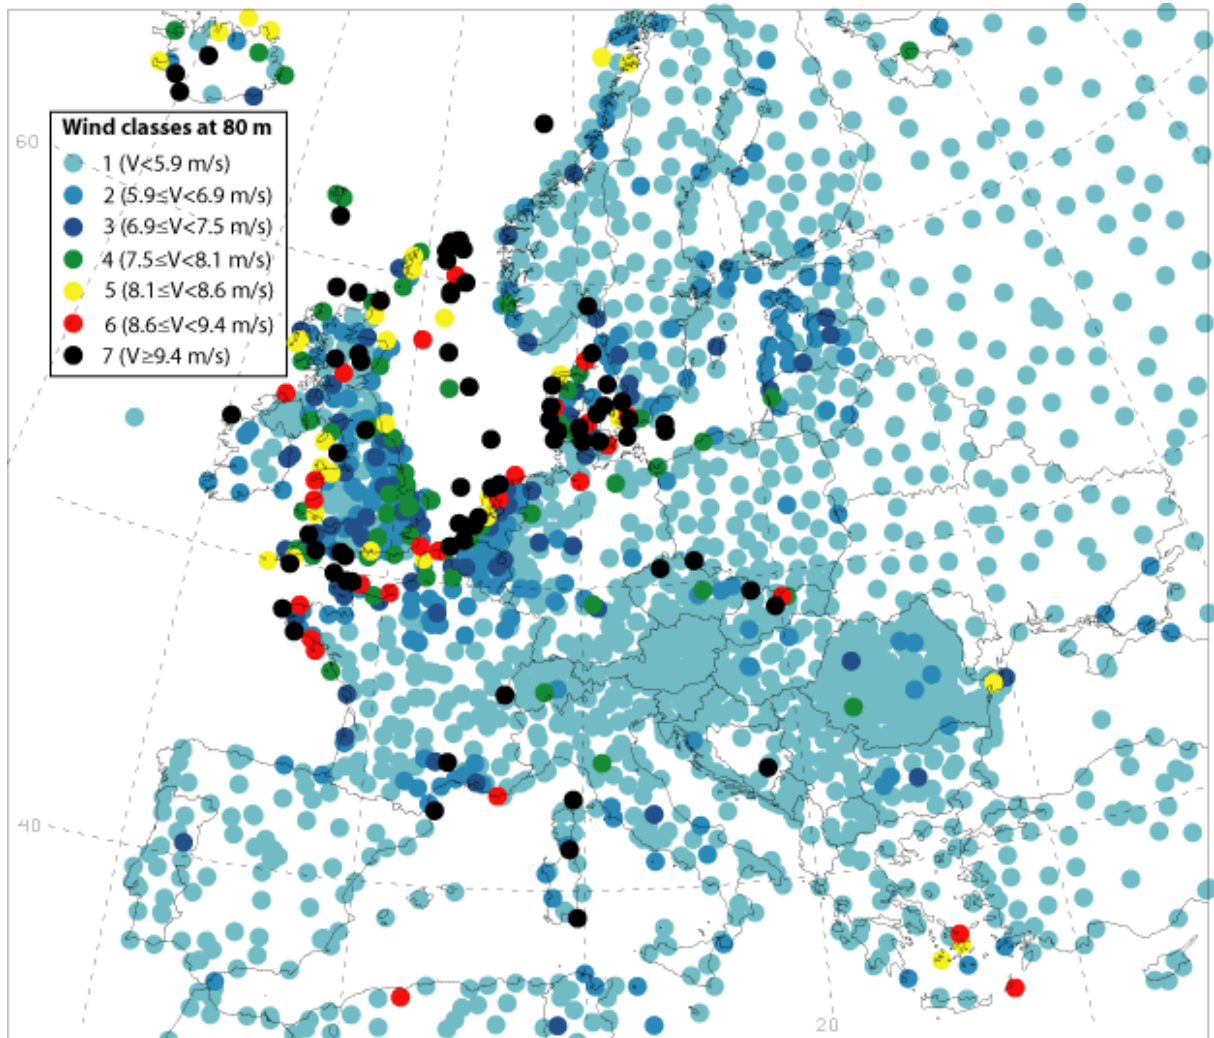 60
Wind classes at 80 m
1 (V<5.9 m/s)
2 (5.9≤V<6.9 m/s)
3 (6.9≤V<7.5 m/s)
4 (7.5≤V<8.1 m/s)
5 (8.1≤V<8.6 m/s)
6 (8.6≤V<9.4 m/s)
7 (V≥9.4 m/s)
40
20